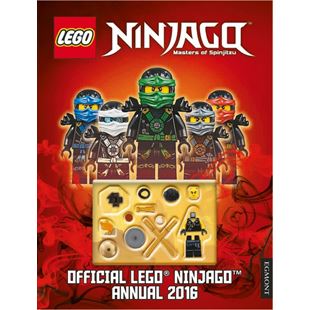 LEGO
NINJAGO
Masters of Spinjitzu
OFFICIAL LEGO® NINJAGO™
ANNUAL 2016
EGMONT